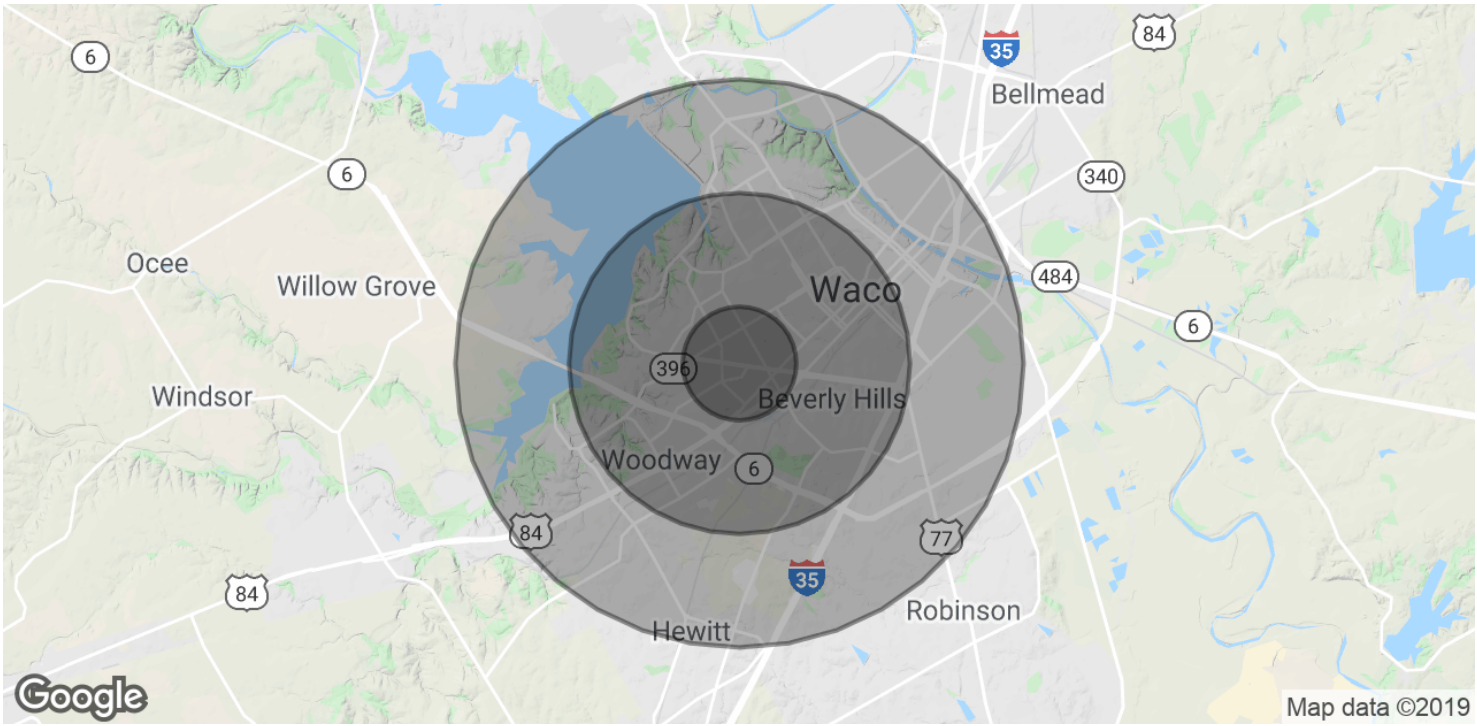 84
6
35
Bellmead
6
340
Ocee
484
Willow Grove
Waco
6
396
Windsor
Beverly Hills
Woodway
6
84
77
35
84
Robinson
Hewitt
Google
Map data ©2019